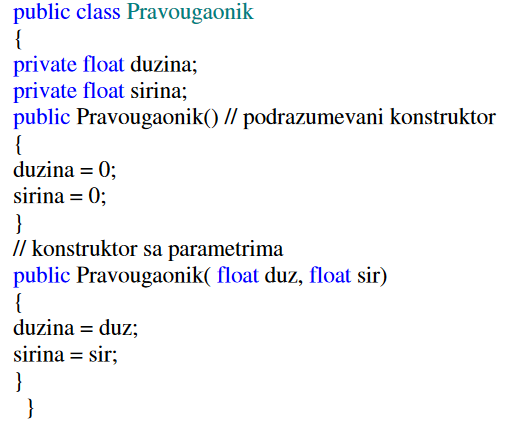 public class Pravougaonik
{
private float duzina;
private float sirina;
public Pravougaonik() // podrazumevani konstruktor
{
duzina = 0;
sirina = 0;
}
// konstruktor sa parametrima
public Pravougaonik( float duz, float sir)
{
duzina = duz;
sirina = sir;
}
}